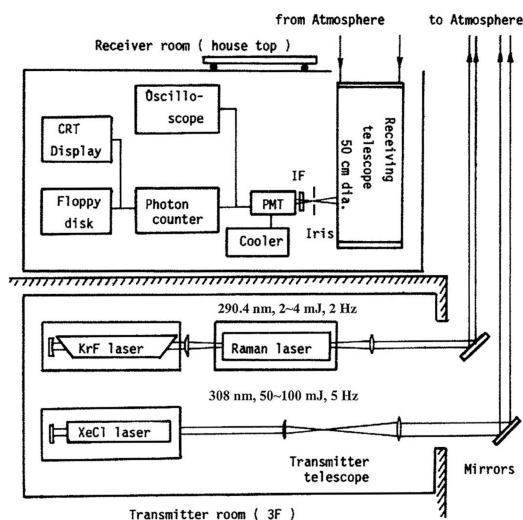 from Atmosphere
to Atmosphere
Receiver room ( house top )
Oscillo-
scope
CRT
Display
Floppy
disk
Photon
counter
PMT
Cooler
IF
Iris
Receiving
telescope
50 cm dia.
290.4 nm, 2~4 mJ, 2 Hz
KrF laser
Raman laser
308 nm, 50~100 mJ, 5 Hz
XeCl laser
Transmitter
telescope
Mirrors
Transmitter room ( 3F )